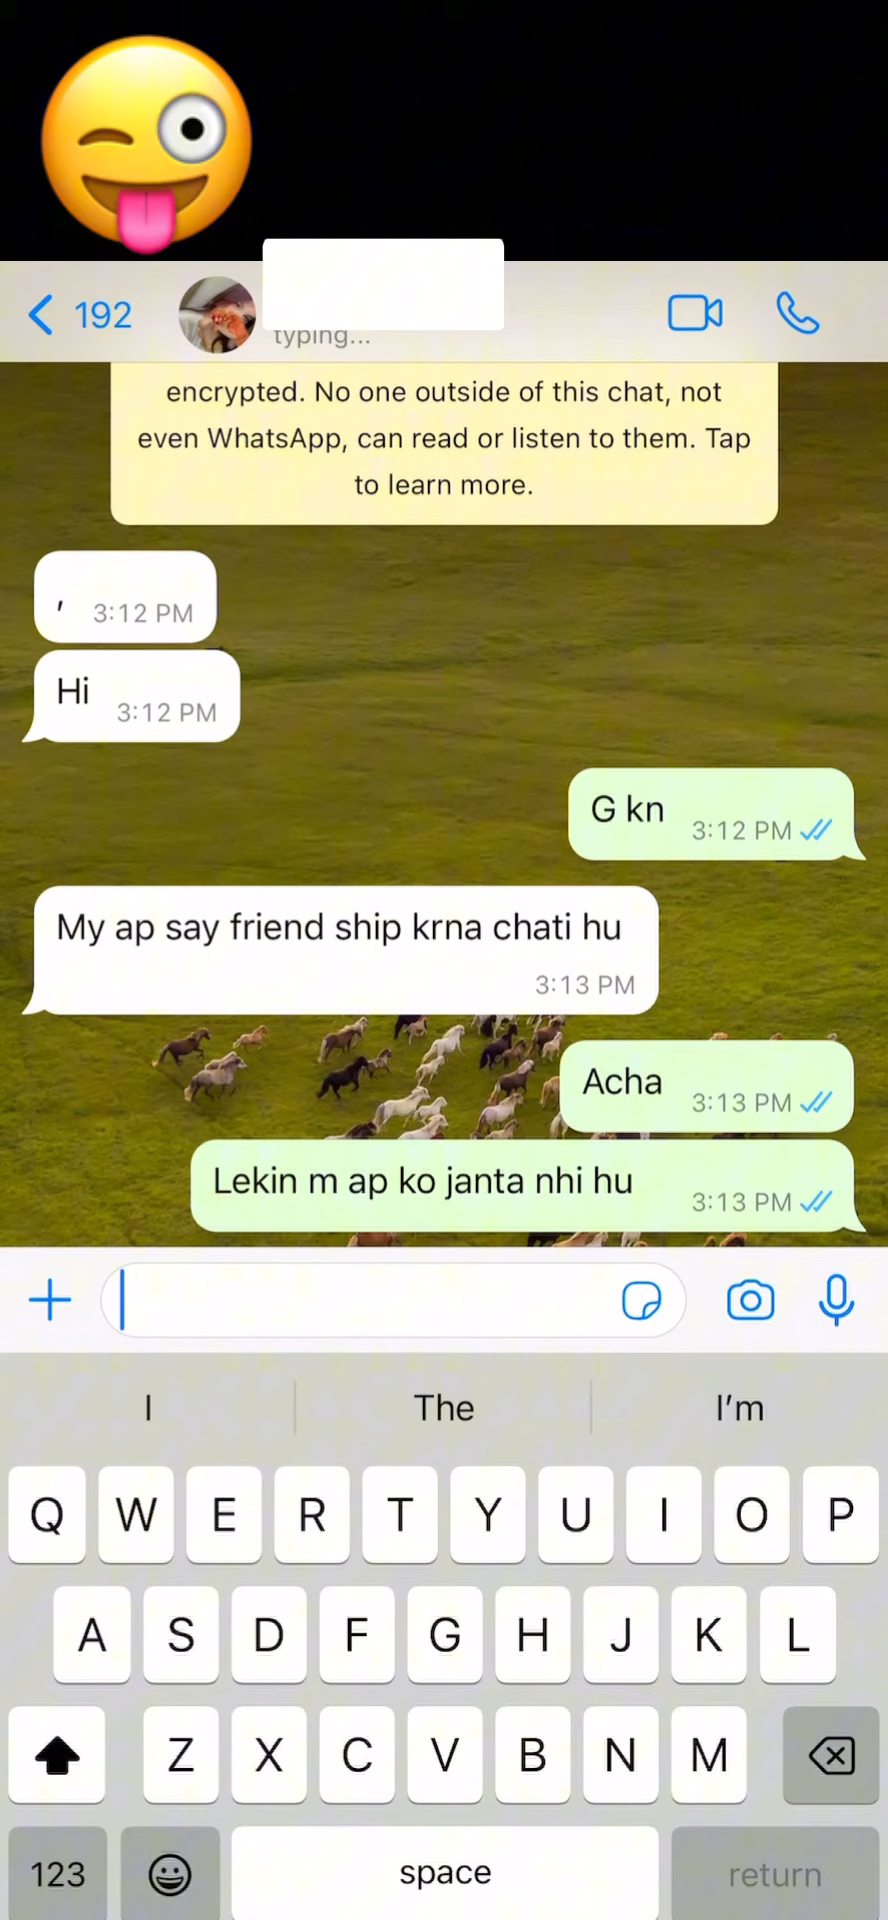 192
typing...
encrypted. No one outside of this chat, not
even WhatsApp, can read or listen to them. Tap
to learn more.
, 3:12 PM
Hi 3:12 PM
G kn 3:12 PM
My ap say friend ship krna chati hu
3:13 PM
Acha 3:13 PM
Lekin m ap ko janta nhi hu 3:13 PM
I The I'm
Q W E R T Y U I O P
A S D F G H J K L
Z X C V B N M
123 space return